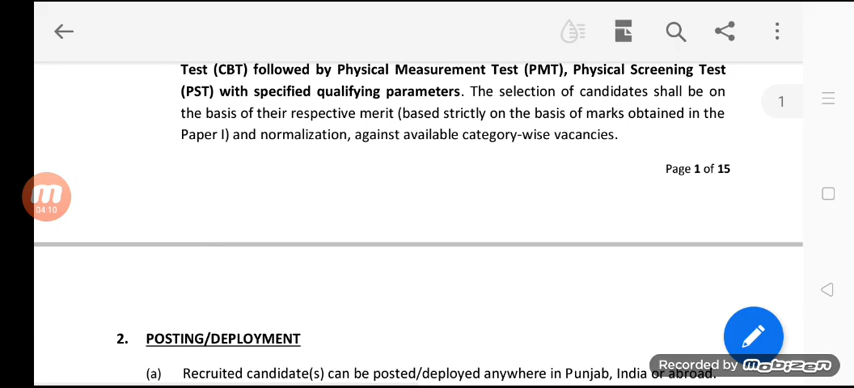 Test (CBT) followed by Physical Measurement Test (PMT), Physical Screening Test
(PST) with specified qualifying parameters. The selection of candidates shall be on
the basis of their respective merit (based strictly on the basis of marks obtained in the
Paper I) and normalization, against available category-wise vacancies.
1
Page 1 of 15
04:10
2. POSTING/DEPLOYMENT
(a) Recruited candidate(s) can be posted/deployed anywhere in Punjab, India or abroad.
Recorded by mobizen